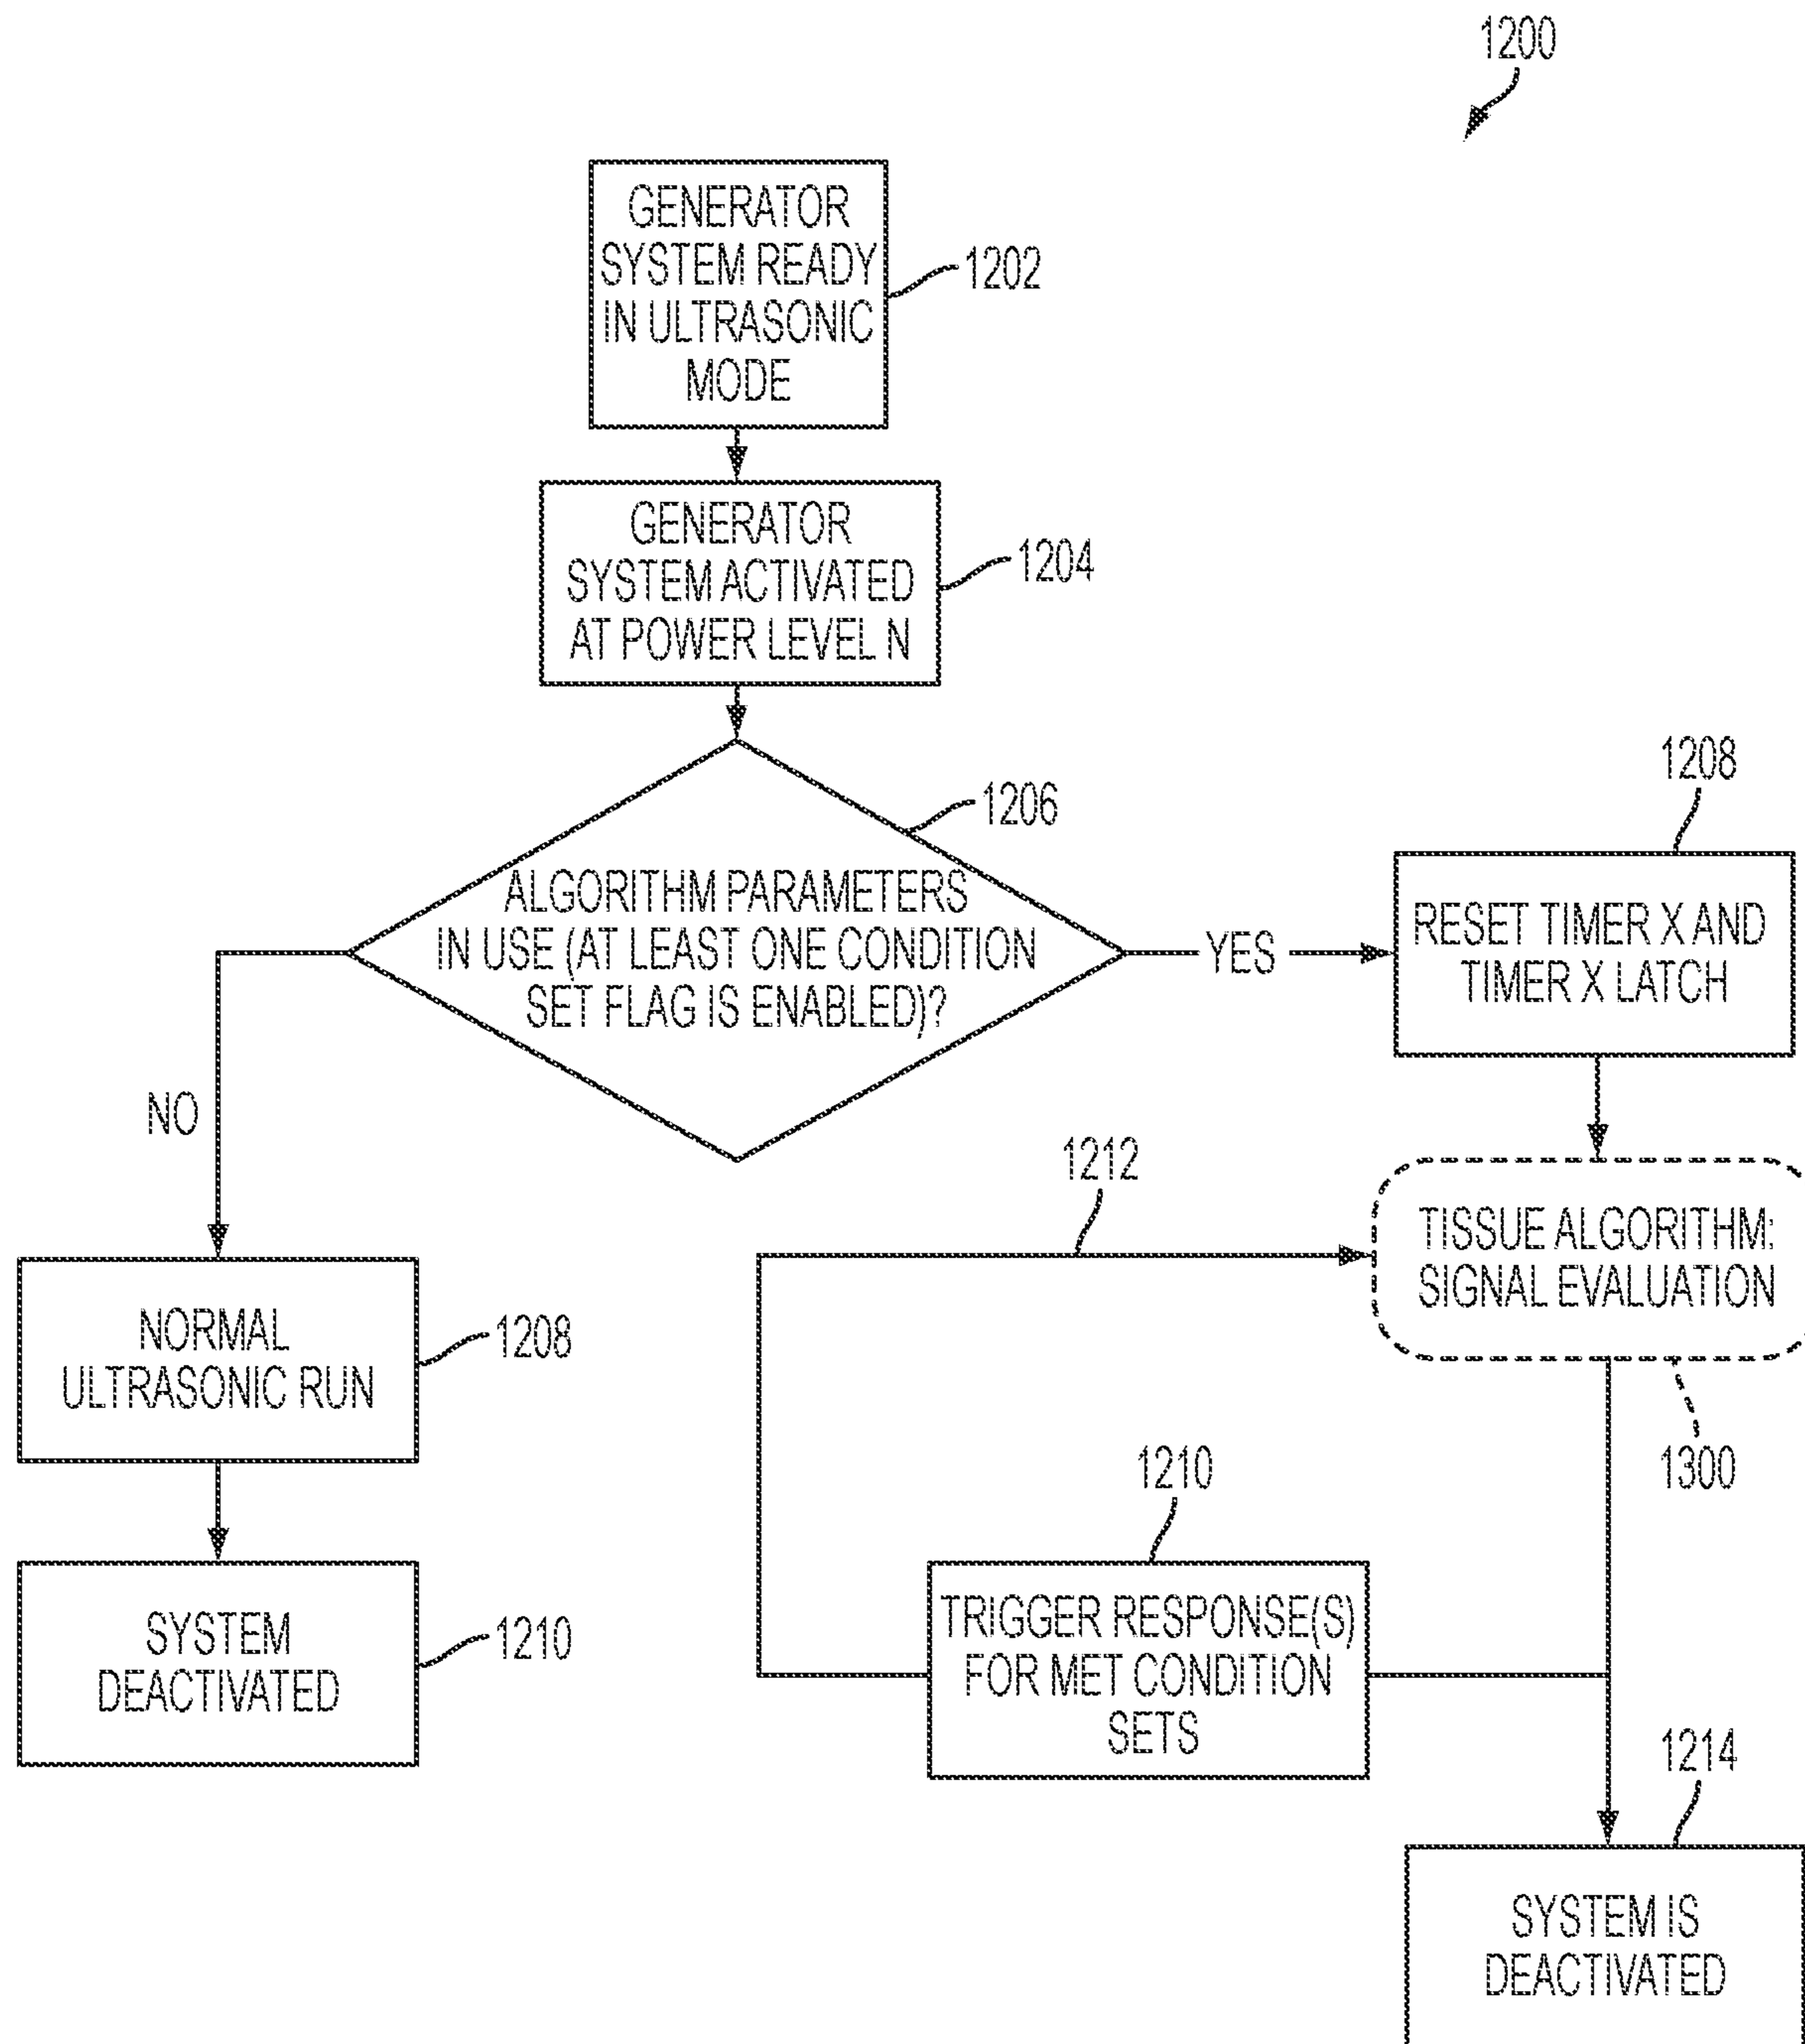 1200
GENERATOR
SYSTEM READY
IN ULTRASONIC
MODE
1202
GENERATOR
SYSTEM ACTIVATED
AT POWER LEVEL N
1204
1206
ALGORITHM PARAMETERS
IN USE (AT LEAST ONE CONDITION
SET FLAG IS ENABLED)?
YES
1208
RESET TIMER X AND
TIMER X LATCH
NO
1212
TISSUE ALGORITHM:
SIGNAL EVALUATION
1300
NORMAL
ULTRASONIC RUN
1208
1210
TRIGGER RESPONSE(S)
FOR MET CONDITION
SETS
SYSTEM
DEACTIVATED
1210
1214
SYSTEM IS
DEACTIVATED